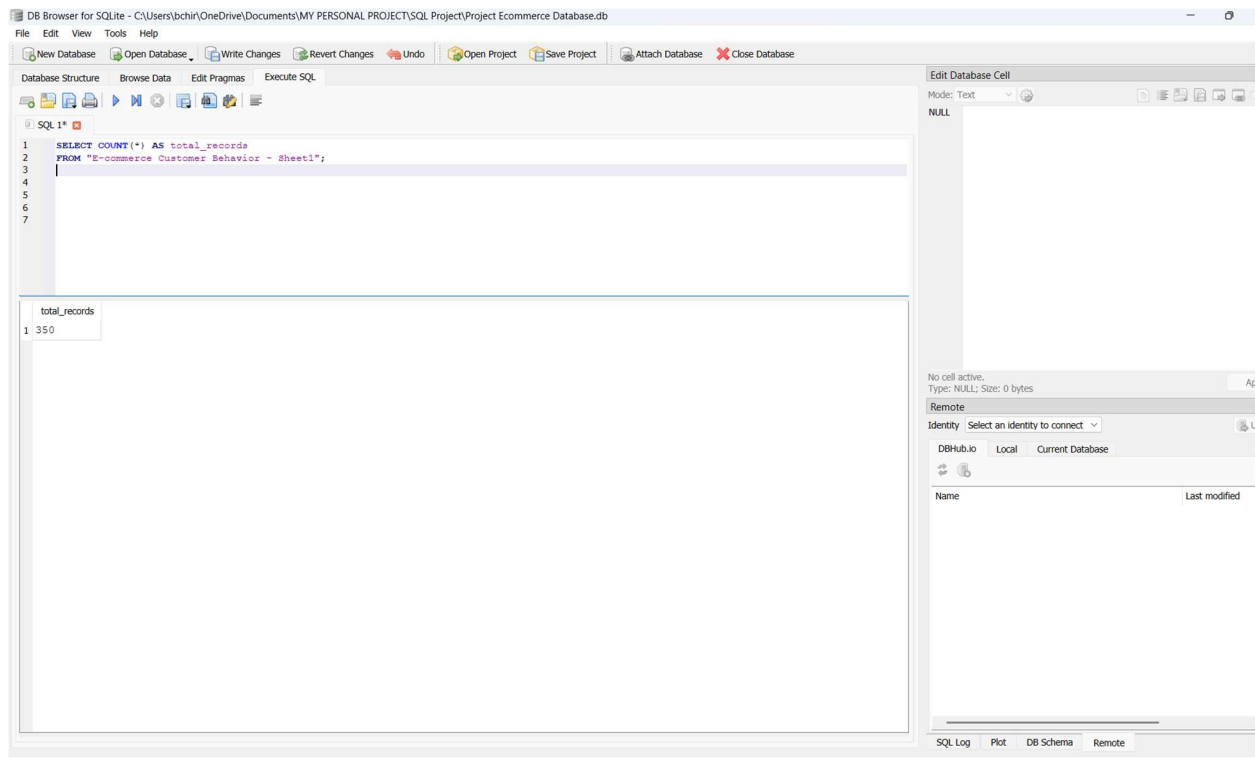 DB Browser for SQLite - C:\Users\bchir\OneDrive\Documents\MY PERSONAL PROJECT\SQL Project\Project Ecommerce Database.db
File Edit View Tools Help
New Database Open Database Write Changes Revert Changes Undo Open Project Save Project Attach Database Close Database
Database Structure Browse Data Edit Pragmas Execute SQL
SQL 1*
1 SELECT COUNT(*) AS total_records
2 FROM "E-commerce Customer Behavior - Sheet1";
3
4
5
6
7
total_records
1 350
Edit Database Cell
Mode: Text
NULL
No cell active.
Type: NULL; Size: 0 bytes
Ap
Remote
Identity Select an identity to connect
U
DBHub.io Local Current Database
Name Last modified
SQL Log Plot DB Schema Remote